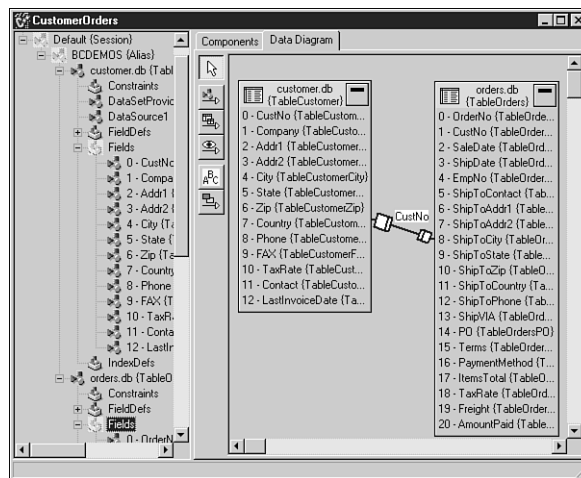 CustomerOrders
Default {Session}
BCDEMOS {Alias}
customer.db {Tabl
Constraints
DataSetProvic
DataSource1
FieldDefs
Fields
0 - CustNo
1 - Compa
2 - Addr1 {
3 - Addr2 {
4 - City {Ta
5 - State {
6 - Zip {Ta
7 - Country
8 - Phone
9 - FAX {T
10 - TaxR
11 - Conta
12 - LastIn
IndexDefs
orders.db {TableO
Constraints
FieldDefs
Fields
0 - OrderN
Components
Data Diagram
ABC
customer.db
{TableCustomer}
0 - CustNo {TableCustom...
1 - Company {TableCusto...
2 - Addr1 {TableCustomer...
3 - Addr2 {TableCustomer...
4 - City {TableCustomerCity}
5 - State {TableCustomer...
6 - Zip {TableCustomerZip}
7 - Country {TableCustom...
8 - Phone {TableCustome...
9 - FAX {TableCustomerF...
10 - TaxRate {TableCust...
11 - Contact {TableCusto...
12 - LastInvoiceDate {Ta...
CustNo
orders.db
{TableOrders}
0 - OrderNo {TableOrde...
1 - CustNo {TableOrder...
2 - SaleDate {TableOrd...
3 - ShipDate {TableOrd...
4 - EmpNo {TableOrder...
5 - ShipToContact {Tab...
6 - ShipToAddr1 {Table...
7 - ShipToAddr2 {Table...
8 - ShipToCity {TableOr...
9 - ShipToState {Table...
10 - ShipToZip {TableO...
11 - ShipToCountry {Ta...
12 - ShipToPhone {Tab...
13 - ShipVIA {TableOrd...
14 - PO {TableOrdersPO}
15 - Terms {TableOrder...
16 - PaymentMethod {T...
17 - ItemsTotal {TableO...
18 - TaxRate {TableOrd...
19 - Freight {TableOrder...
20 - AmountPaid {Table...